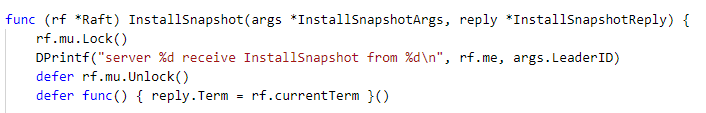 func (rf *Raft) InstallSnapshot(args *InstallSnapshotArgs, reply *InstallSnapshotReply) {
    rf.mu.Lock()
    DPrintf("server %d receive InstallSnapshot from %d\n", rf.me, args.LeaderID)
    defer rf.mu.Unlock()
    defer func() { reply.Term = rf.currentTerm }()